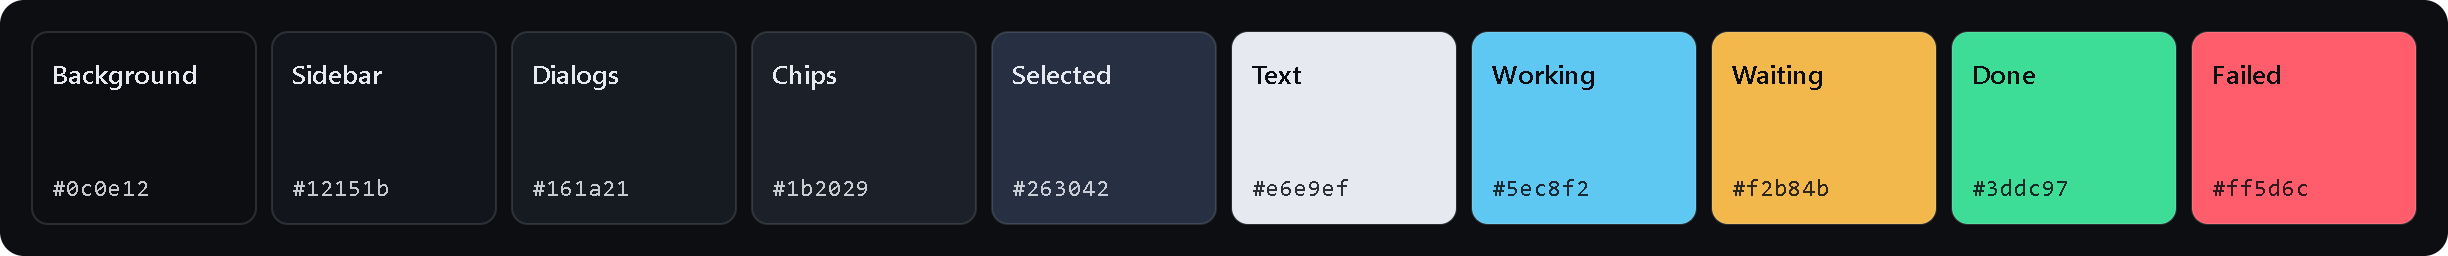 Background
#0c0e12
Sidebar
#12151b
Dialogs
#161a21
Chips
#1b2029
Selected
#263042
Text
#e6e9ef
Working
#5ec8f2
Waiting
#f2b84b
Done
#3ddc97
Failed
#ff5d6c